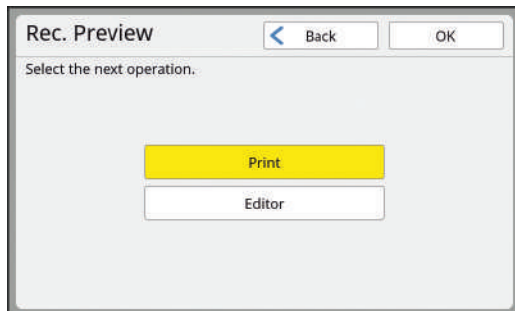 Rec. Preview
Back
OK
Select the next operation.
Print
Editor